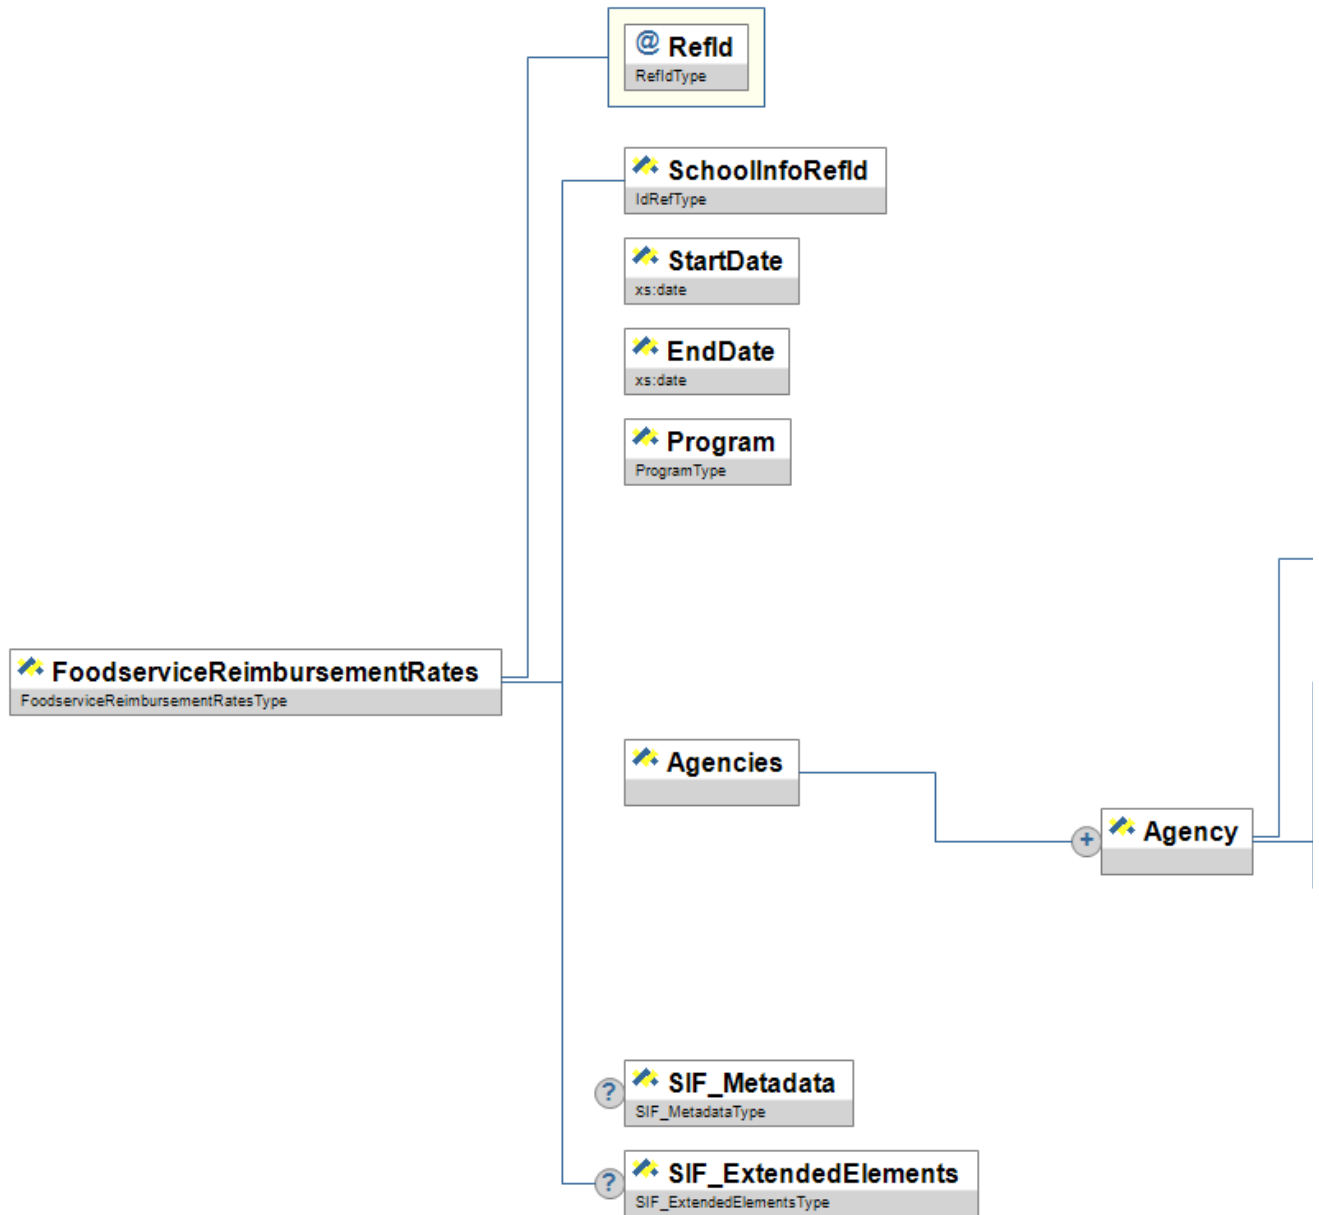 @ RefId
RefIdType
SchoolInfoRefId
IdRefType
StartDate
xs:date
EndDate
xs:date
Program
ProgramType
FoodserviceReimbursementRates
FoodserviceReimbursementRatesType
Agencies
+
Agency
?
SIF_Metadata
SIF_MetadataType
?
SIF_ExtendedElements
SIF_ExtendedElementsType